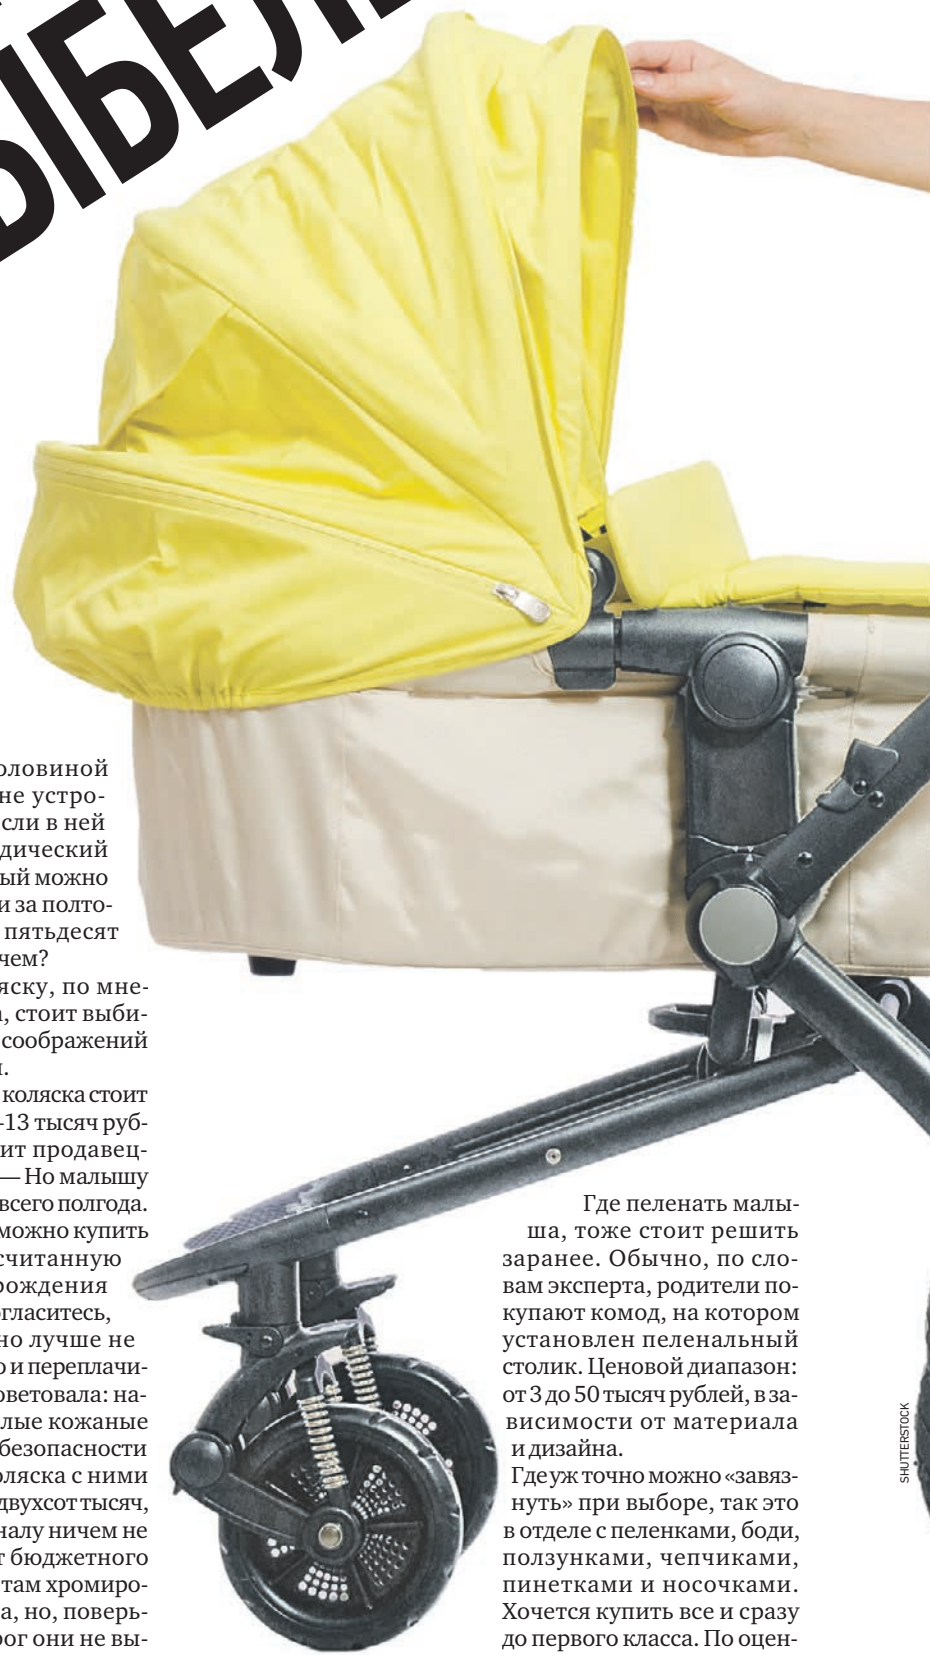 ЫБЕЛ
оловиной
не устро-
сли в ней
дический
ый можно
и за полто-
пятьдесят
чем?
яску, по мне-
, стоит выби-
соображений
коляска стоит
-13 тысяч руб-
ит продавец-
— Но малышу
всего полгода.
можно купить
считанную
рождения
огласитесь,
но лучше не
о и переплачи-
оветовала: на-
лые кожаные
безопасности
оляска с ними
двухсот тысяч,
налу ничем не
т бюджетного
там хромиро-
а, но, поверь-
рог они не вы-
Где пеленать малы-
ша, тоже стоит решить
заранее. Обычно, по сло-
вам эксперта, родители по-
купают комод, на котором
установлен пеленальный
столик. Ценовой диапазон:
от 3 до 50 тысяч рублей, в за-
висимости от материала
и дизайна.
Где уж точно можно «завяз-
нуть» при выборе, так это
в отделе с пеленками, боди,
ползунками, чепчиками,
пинетками и носочками.
Хочется купить все и сразу
до первого класса. По оцен-
SHUTTERSTOCK